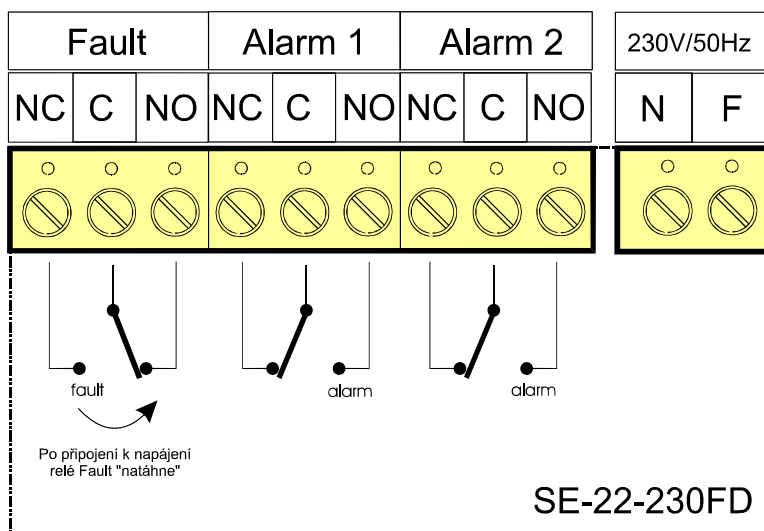 Fault Alarm 1 Alarm 2 230V/50Hz
NC C NO NC C NO NC C NO N F
fault alarm alarm
Po připojení k napájení
relé Fault "natáhne"
SE-22-230FD